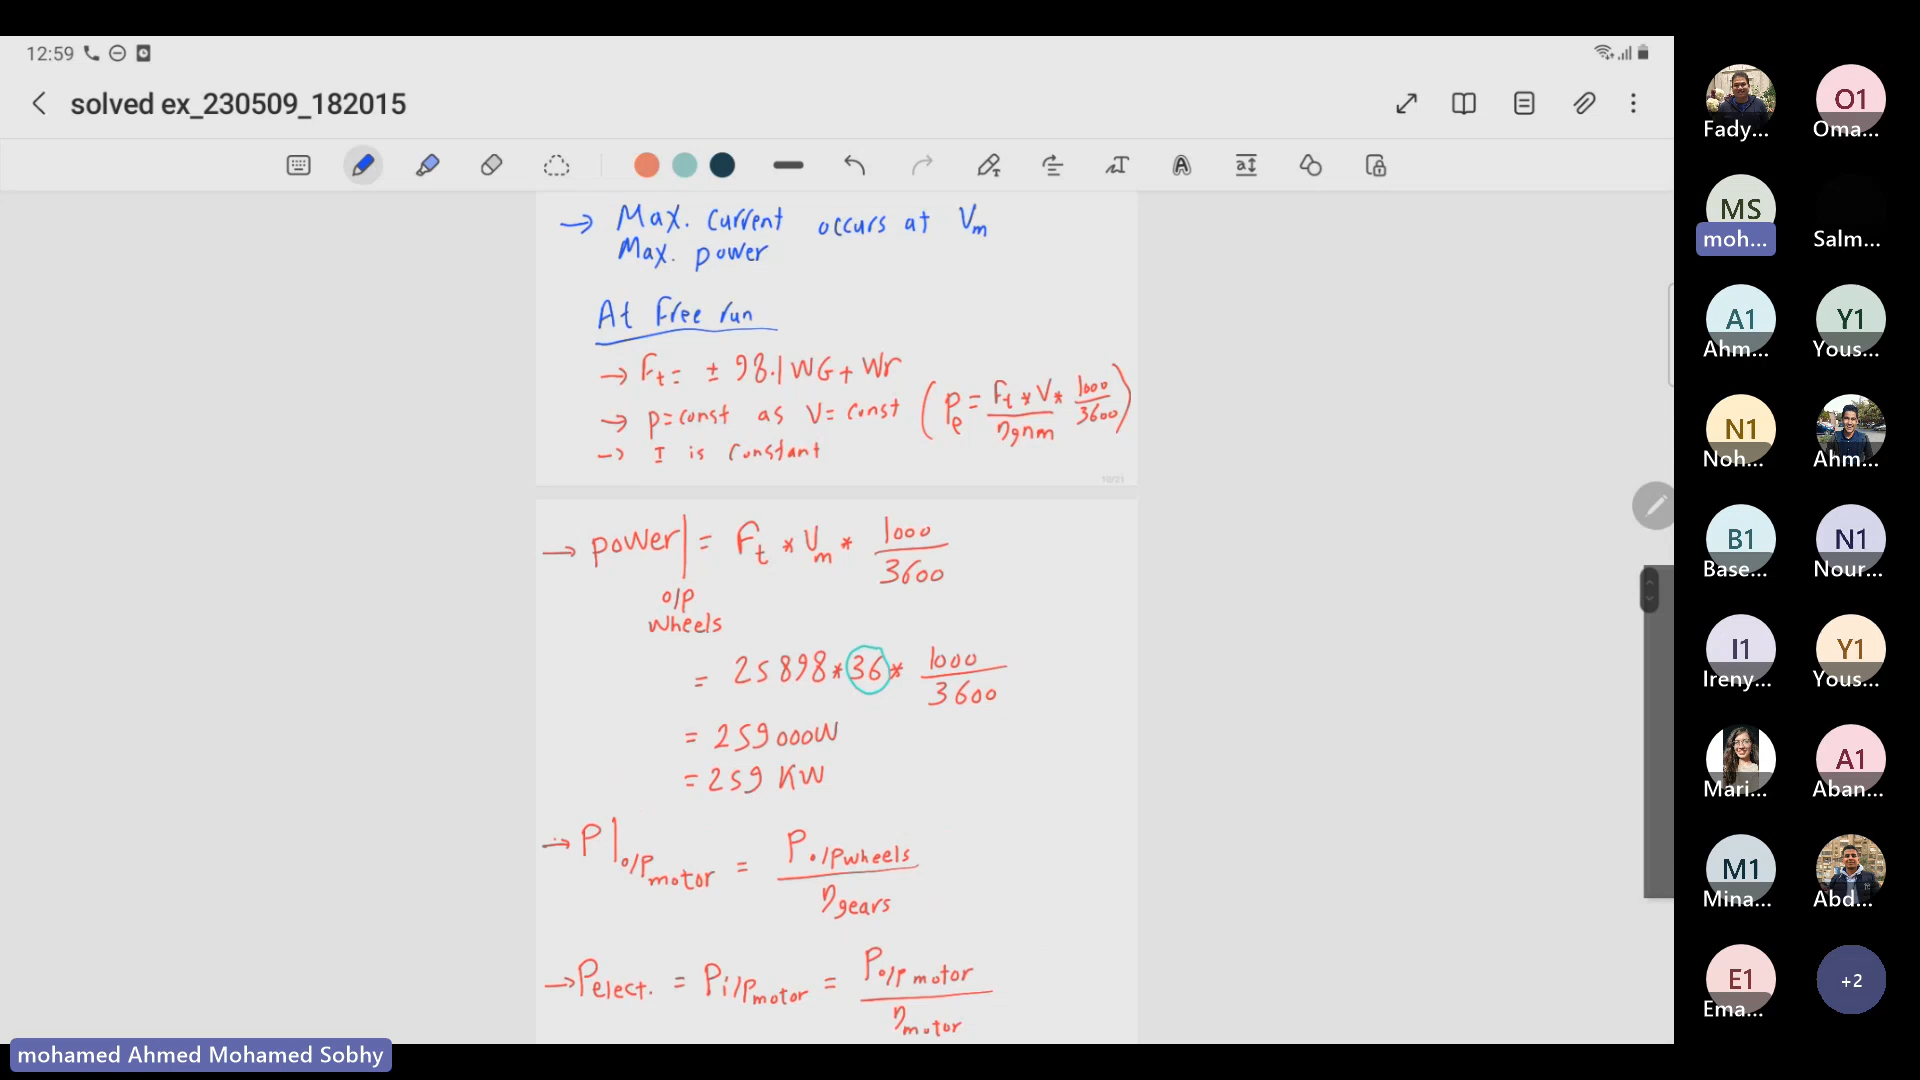 12:59
solved ex_230509_182015
→ Max. current occurs at Vm
Max. power
At Free run
→ Ft = ± 98.1 WG + Wr
→ P = const as V = const ( Pe = Ft * V * 1000 / ηgηm 3600 )
→ I is constant
→ power | o/p wheels = Ft * Vm * 1000 / 3600
= 25898 * 36 * 1000 / 3600
= 259000W
= 259 KW
→ P | o/p motor = P o/p wheels / ηgears
→ Pelect. = P i/p motor = P o/p motor / ηmotor
mohamed Ahmed Mohamed Sobhy
Fady...
O1
Oma...
MS
moh...
Salm...
A1
Ahm...
Y1
Yous...
N1
Noh...
Ahm...
B1
Base...
N1
Nour...
I1
Ireny...
Y1
Yous...
Mari...
A1
Aban...
M1
Mina...
Abd...
E1
Ema...
+2